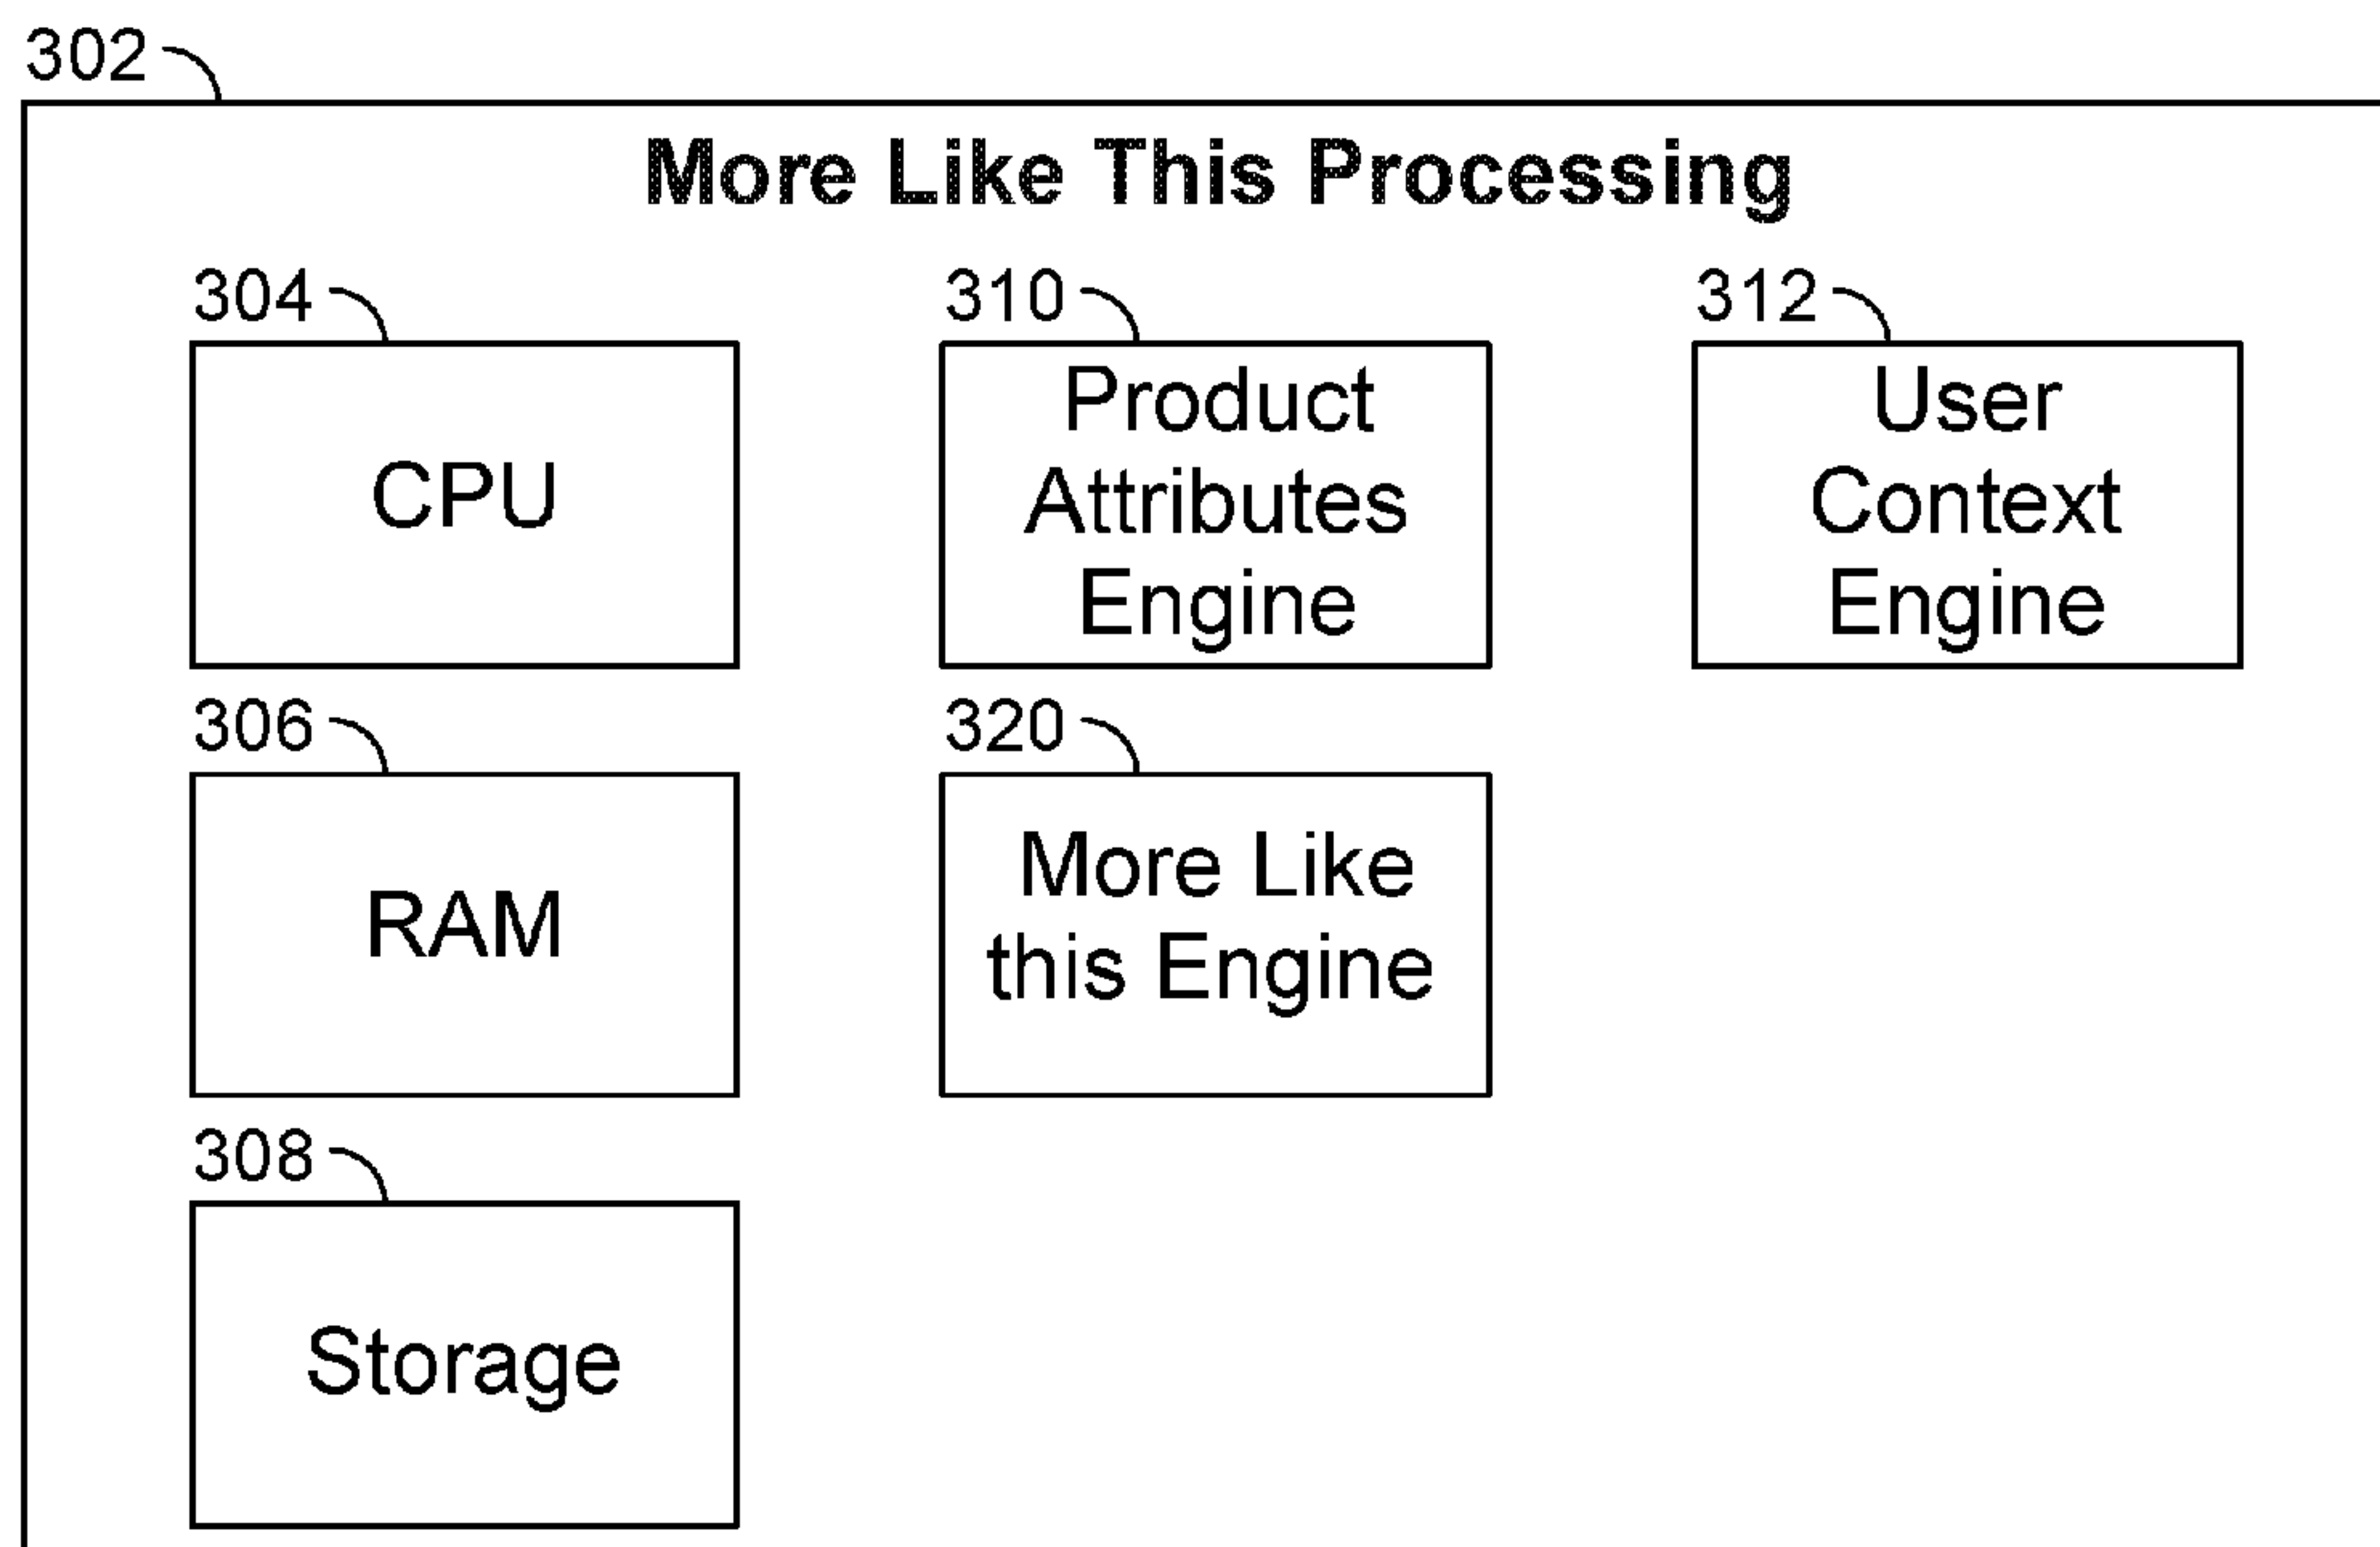 302
More Like This Processing
304
CPU
310
Product
Attributes
Engine
312
User
Context
Engine
306
RAM
320
More Like
this Engine
308
Storage